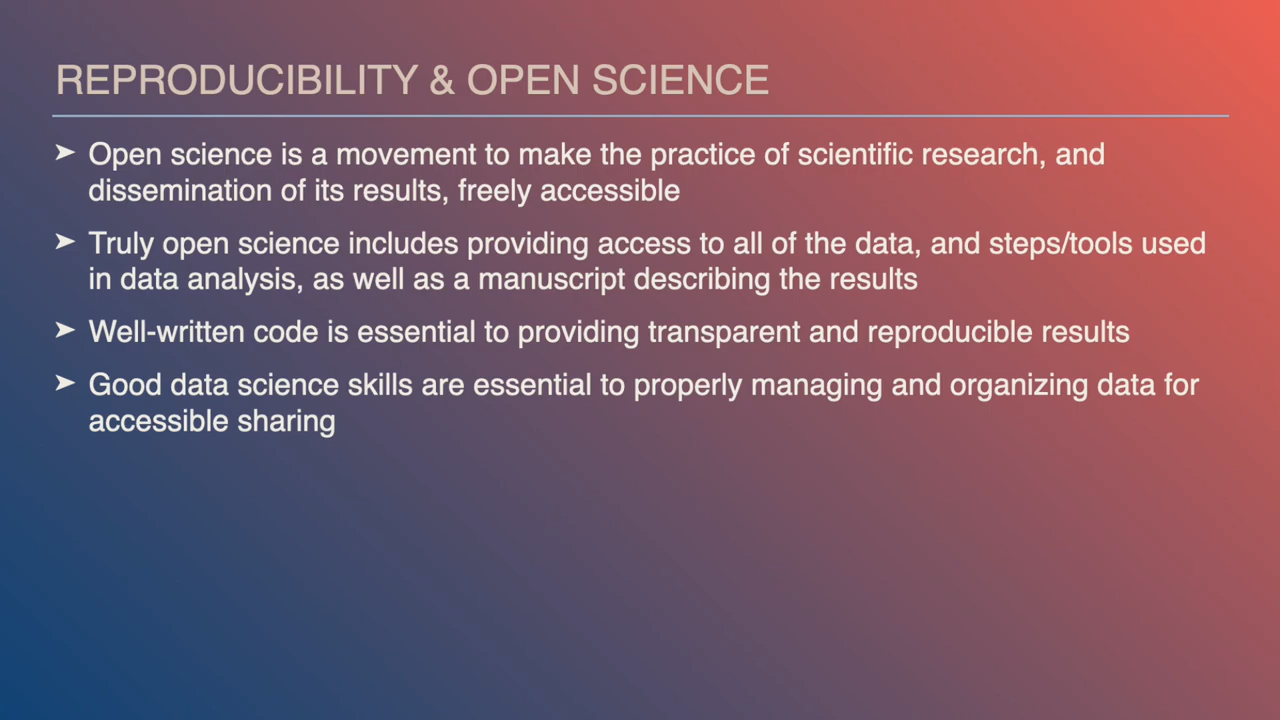 REPRODUCIBILITY & OPEN SCIENCE
➤ Open science is a movement to make the practice of scientific research, and
dissemination of its results, freely accessible
➤ Truly open science includes providing access to all of the data, and steps/tools used
in data analysis, as well as a manuscript describing the results
➤ Well-written code is essential to providing transparent and reproducible results
➤ Good data science skills are essential to properly managing and organizing data for
accessible sharing